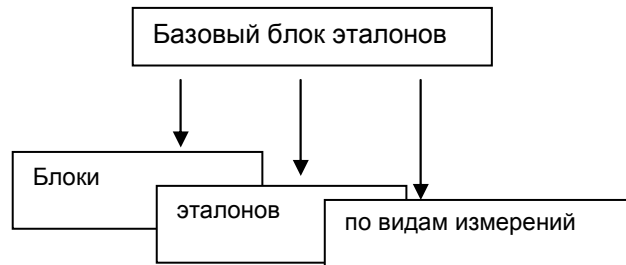 Базовый блок эталонов
Блоки
эталонов
по видам измерений